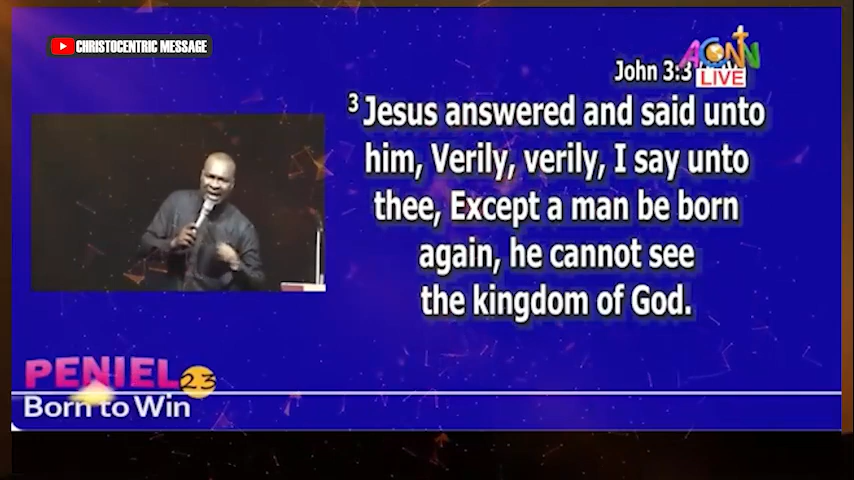 CHRISTOCENTRIC MESSAGE
ACNN
LIVE
John 3:3
3 Jesus answered and said unto
him, Verily, verily, I say unto
thee, Except a man be born
again, he cannot see
the kingdom of God.
PENIEL 23
Born to Win